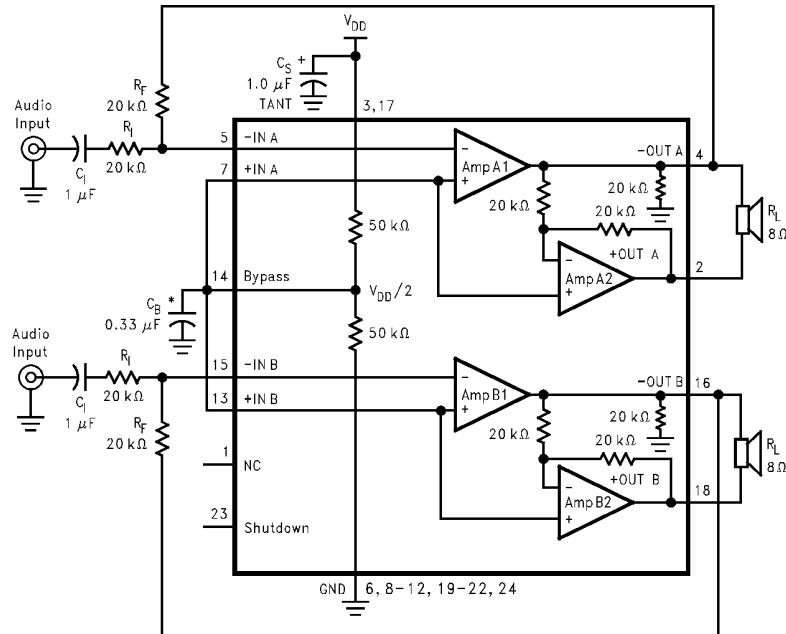 V_DD
C_S +
1.0 μF
TANT
3,17
R_F
20 kΩ
Audio
Input
R_I
20 kΩ
C_I
1 μF
5
-IN A
7
+IN A
Amp A1
-
+
-OUT A
4
20 kΩ
20 kΩ
20 kΩ
R_L
8Ω
50 kΩ
+OUT A
2
-
Amp A2
+
14
Bypass
V_DD/2
C_B *
0.33 μF
50 kΩ
Audio
Input
R_I
20 kΩ
C_I
1 μF
R_F
20 kΩ
15
-IN B
13
+IN B
-
Amp B1
+
-OUT B
16
20 kΩ
20 kΩ
20 kΩ
R_L
8Ω
+OUT B
18
-
Amp B2
+
1
NC
23
Shutdown
GND
6, 8-12, 19-22, 24